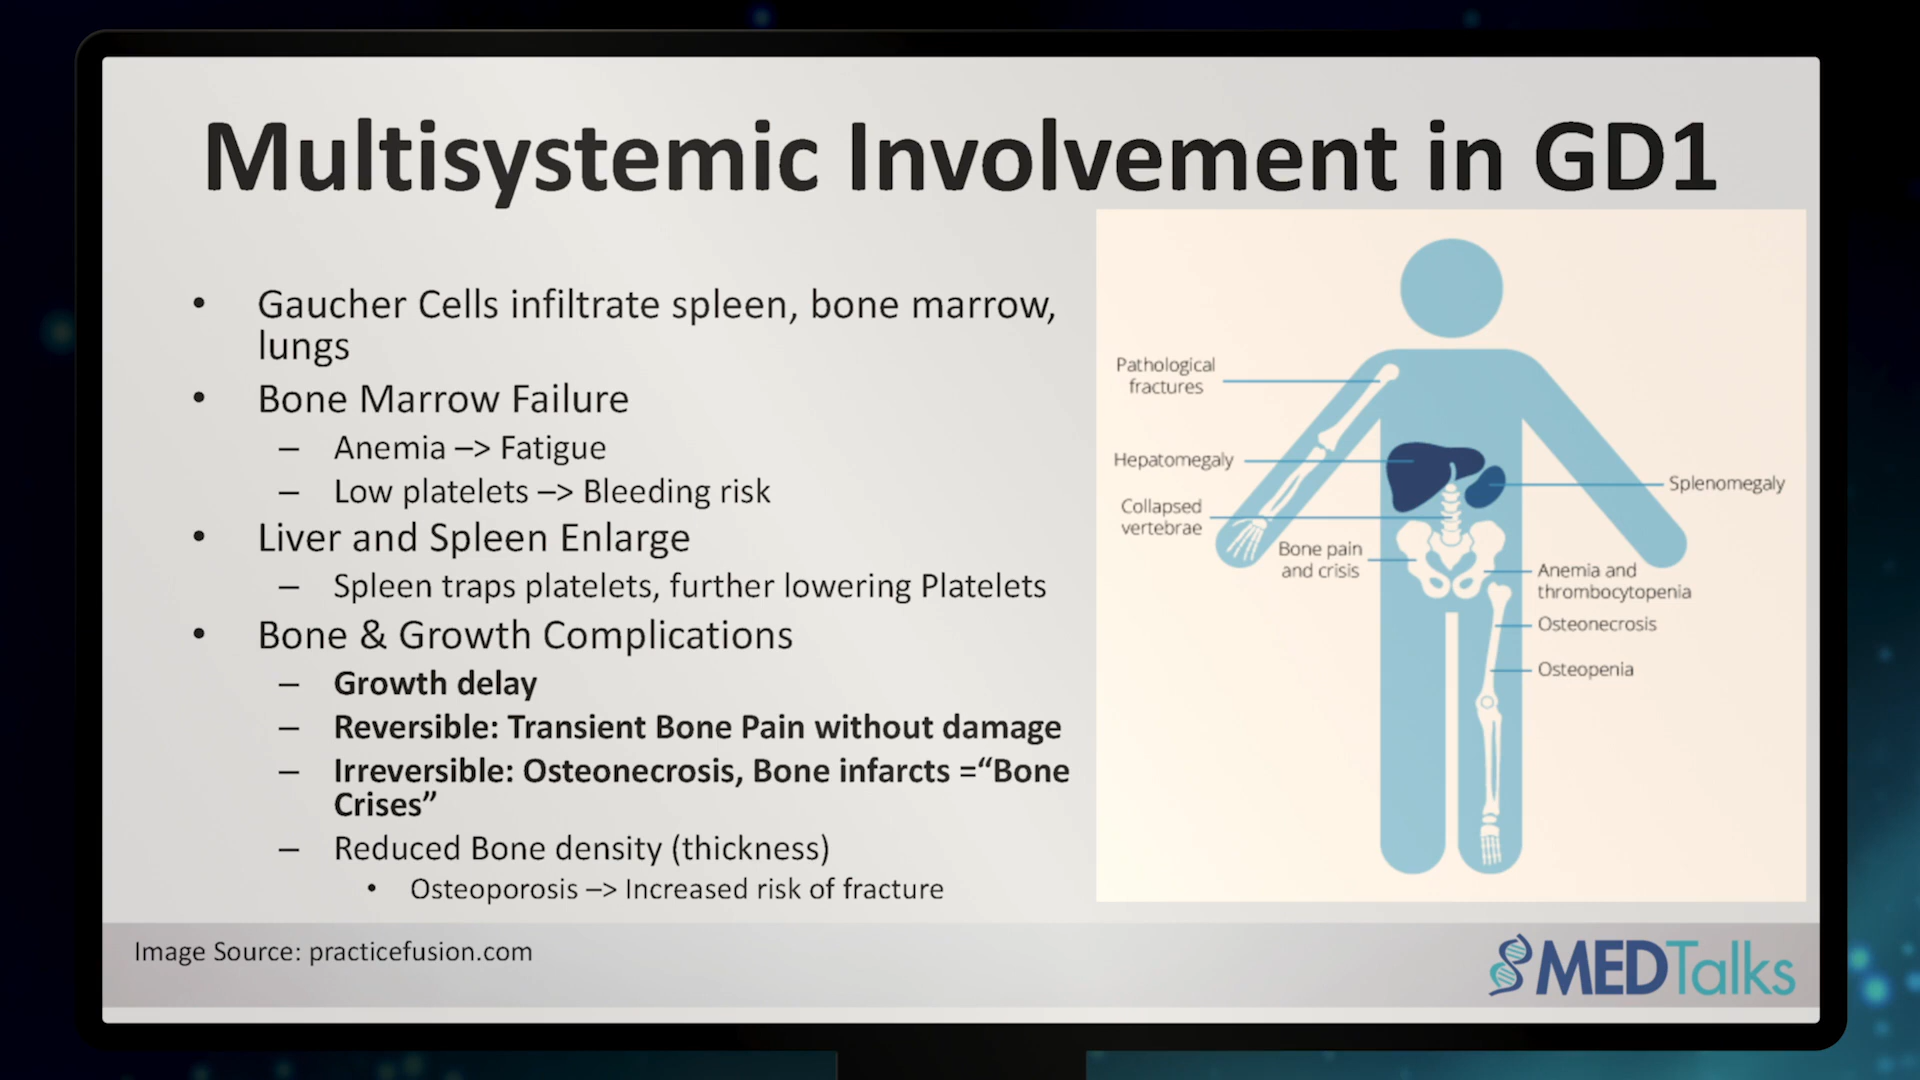 Multisystemic Involvement in GD1
• Gaucher Cells infiltrate spleen, bone marrow,
lungs
• Bone Marrow Failure
– Anemia –> Fatigue
– Low platelets –> Bleeding risk
• Liver and Spleen Enlarge
– Spleen traps platelets, further lowering Platelets
• Bone & Growth Complications
– Growth delay
– Reversible: Transient Bone Pain without damage
– Irreversible: Osteonecrosis, Bone infarcts =“Bone
Crises”
– Reduced Bone density (thickness)
• Osteoporosis –> Increased risk of fracture
Pathological
fractures
Hepatomegaly
Collapsed
vertebrae
Bone pain
and crisis
Splenomegaly
Anemia and
thrombocytopenia
Osteonecrosis
Osteopenia
Image Source: practicefusion.com
MEDTalks